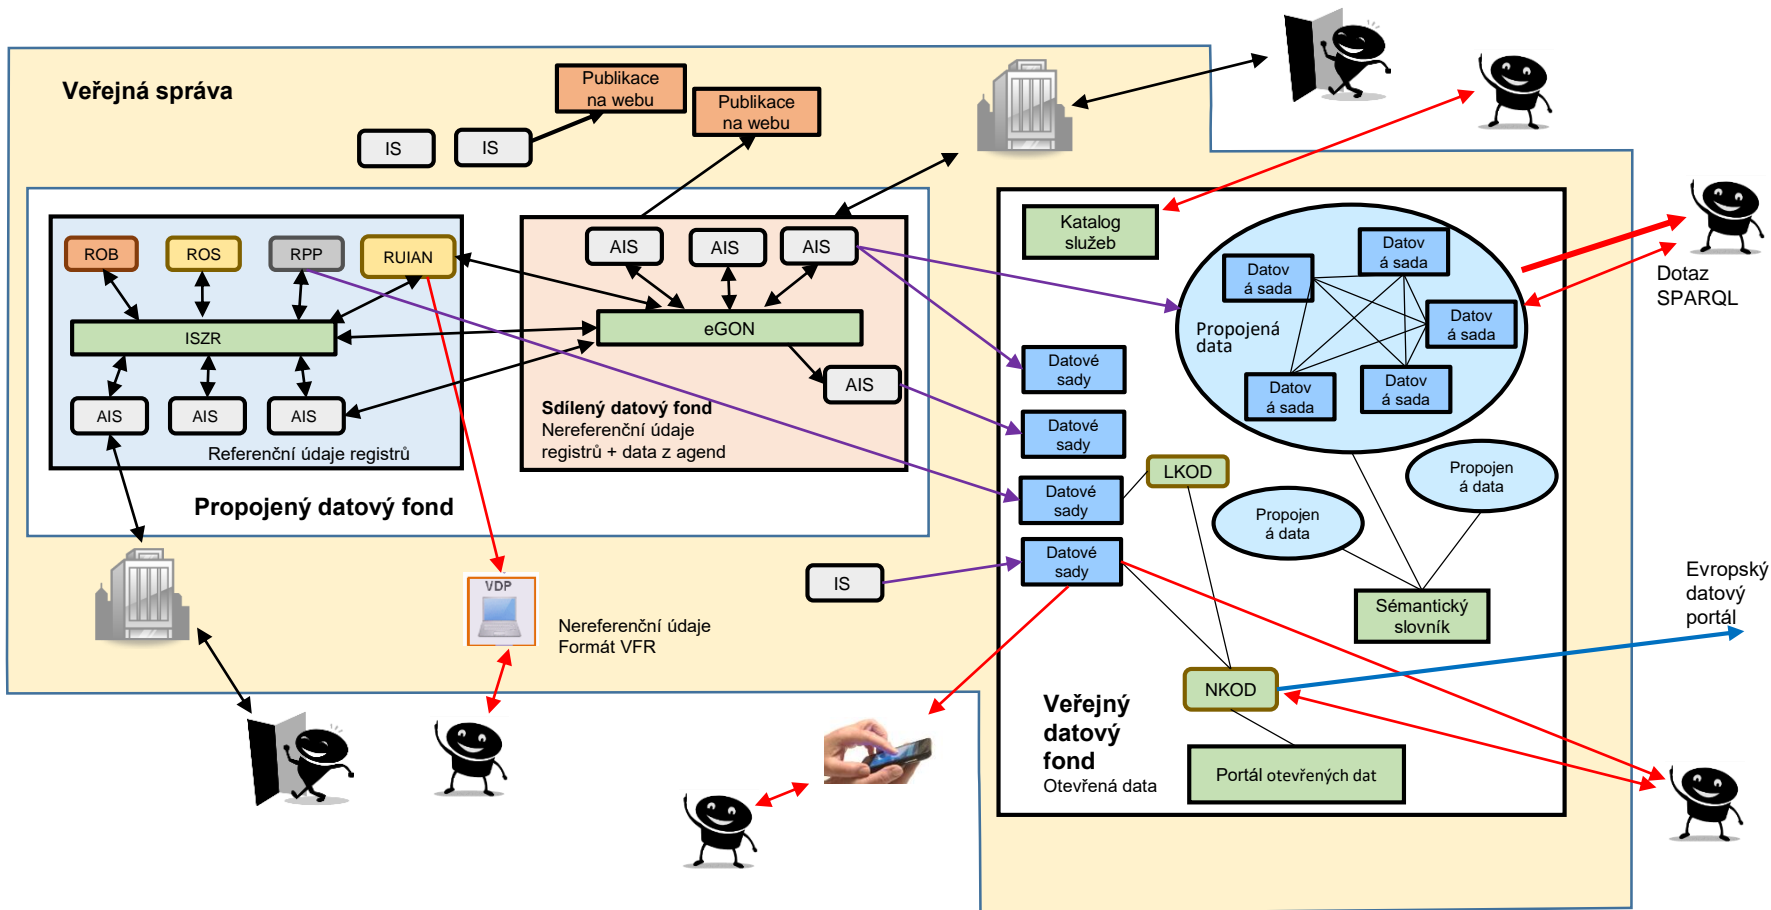 Veřejná správa
Publikace
na webu
Publikace
na webu
IS
IS
ROB
ROS
RPP
RUIAN
ISZR
AIS
AIS
AIS
Referenční údaje registrů
AIS
AIS
AIS
eGON
AIS
Sdílený datový fond
Nereferenční údaje
registrů + data z agend
Propojený datový fond
VDP
Nereferenční údaje
Formát VFR
IS
Katalog
služeb
Datov
á sada
Datov
á sada
Datov
á sada
Datov
á sada
Datov
á sada
Propojená
data
Datové
sady
Datové
sady
Datové
sady
Datové
sady
LKOD
Propojen
á data
Propojen
á data
Sémantický
slovník
NKOD
Veřejný
datový
fond
Otevřená data
Portál otevřených dat
Dotaz
SPARQL
Evropský
datový
portál